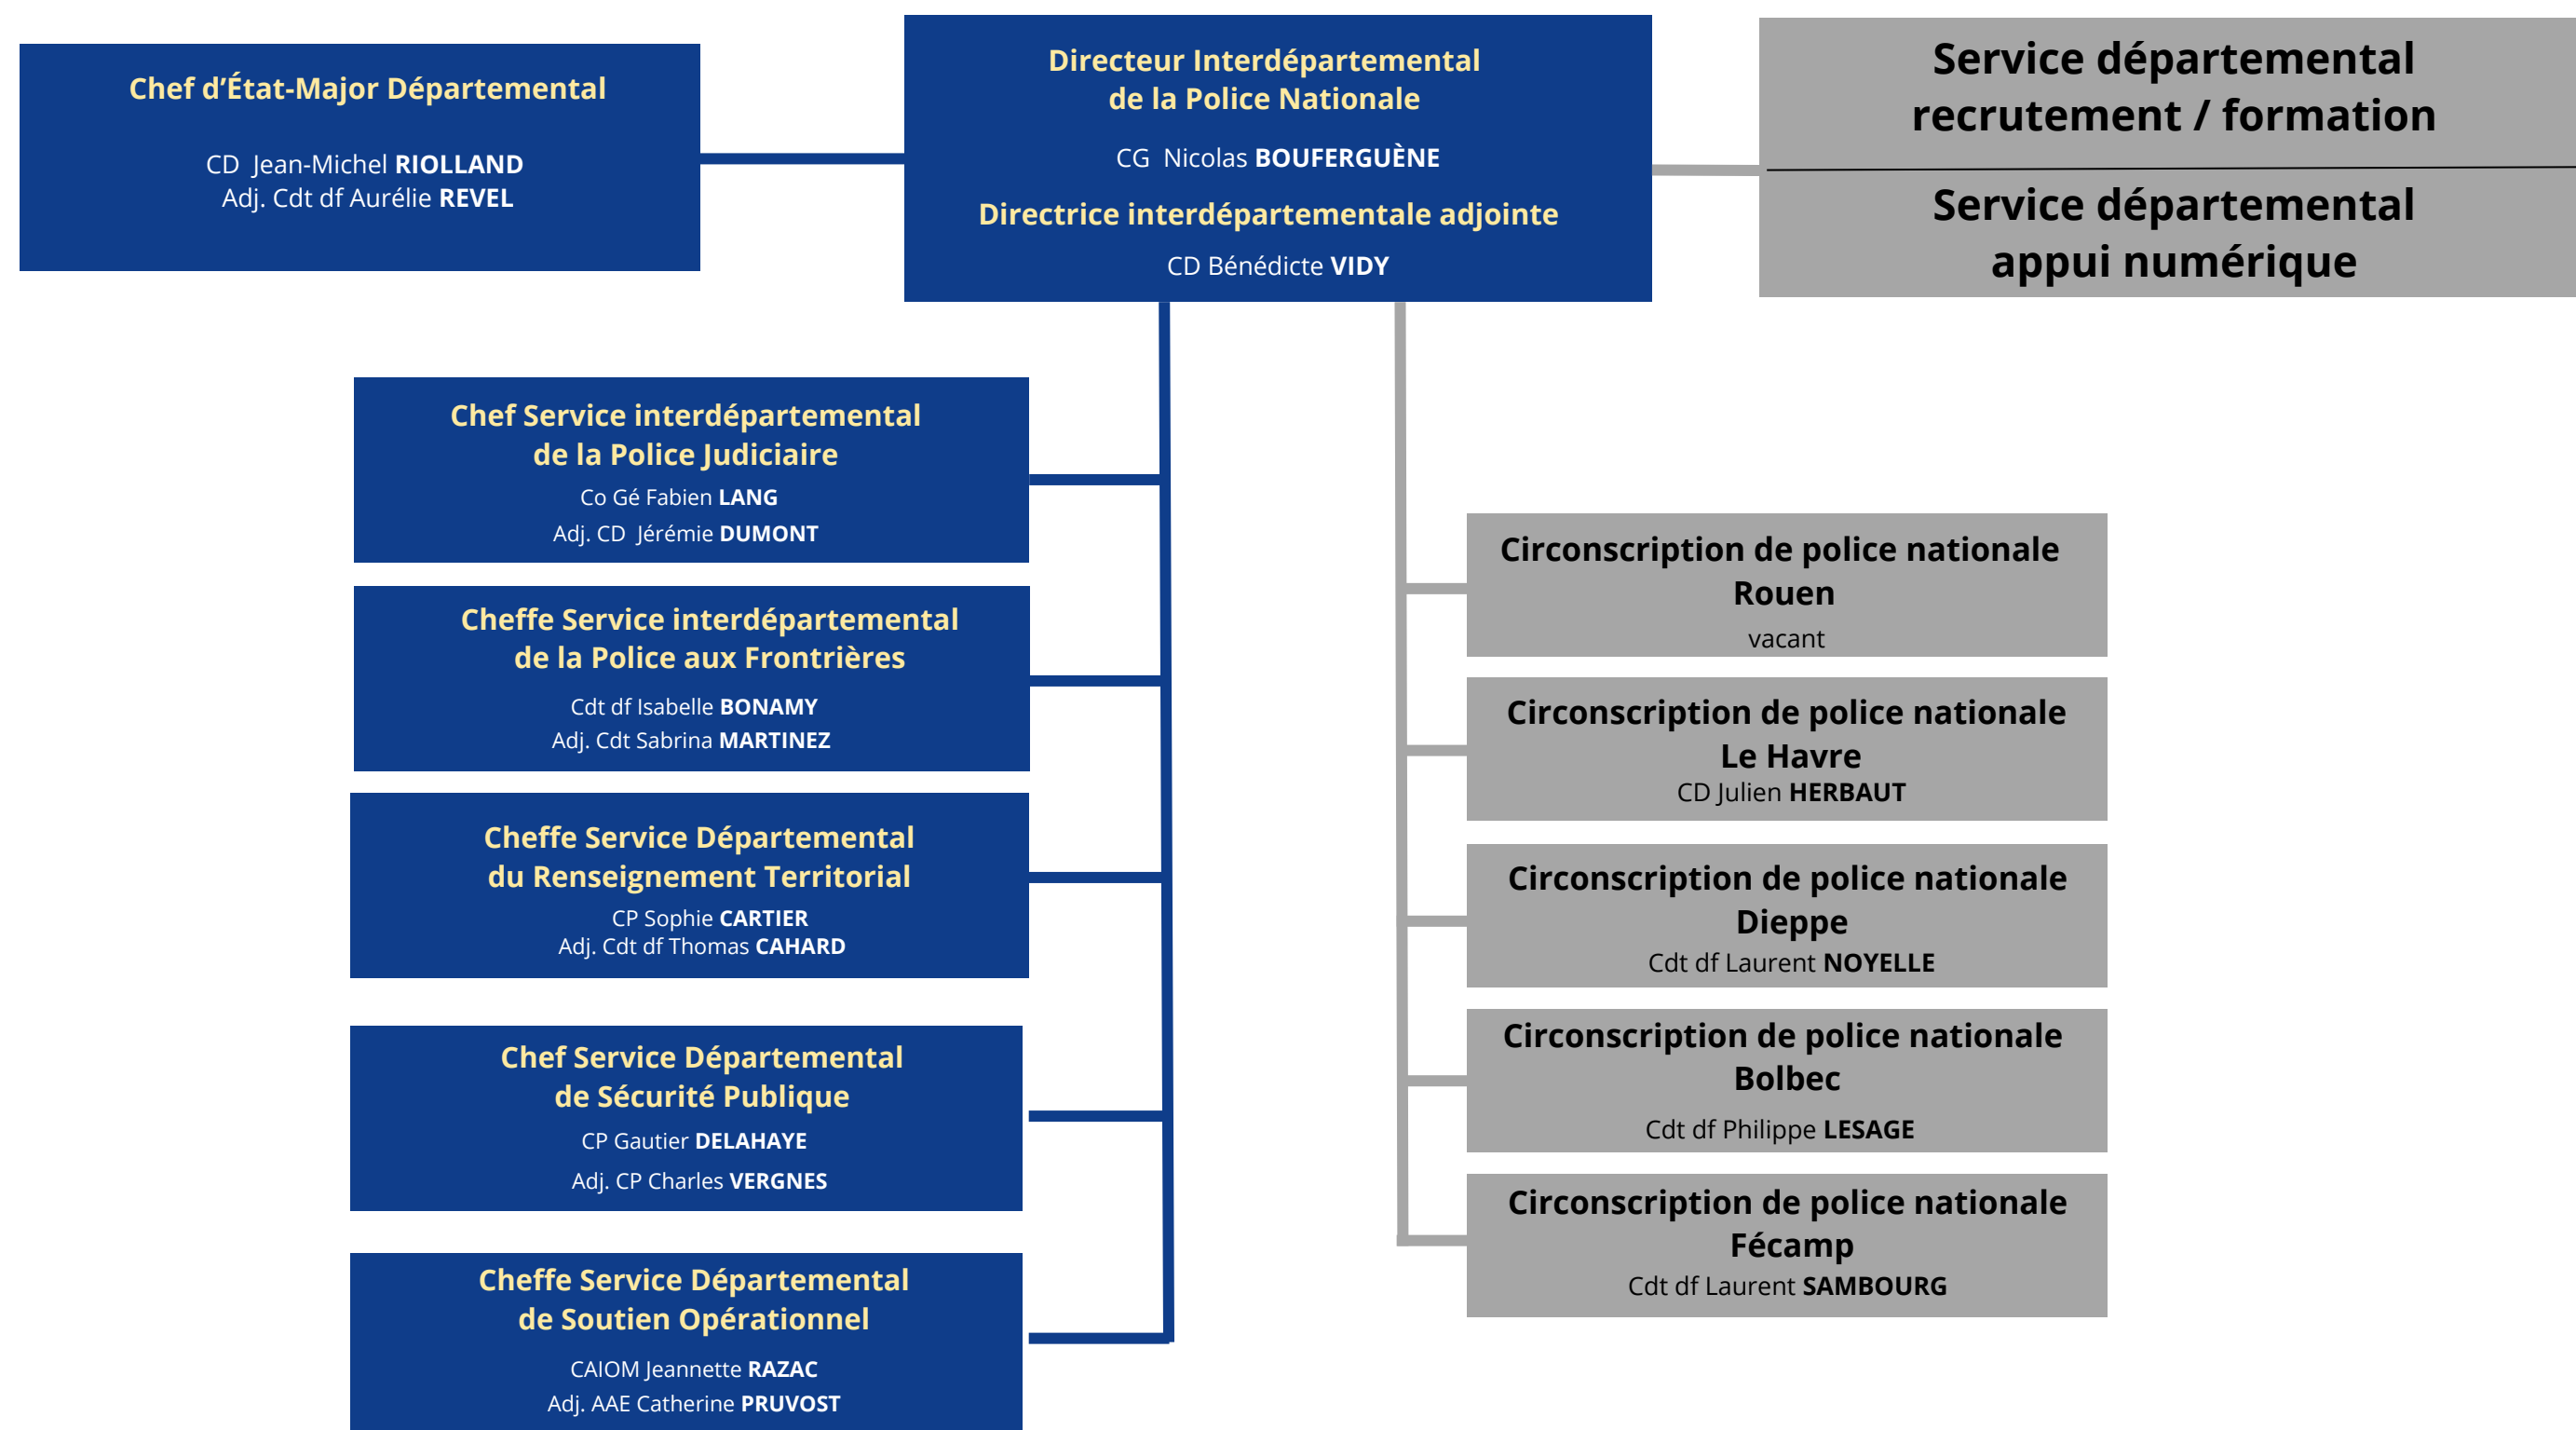 Chef d’État-Major Départemental
CD  Jean-Michel RIOLLAND
Adj. Cdt df Aurélie REVEL
Directeur Interdépartemental
de la Police Nationale
CG  Nicolas BOUFERGUÈNE
Directrice interdépartementale adjointe
CD Bénédicte VIDY
Service départemental
recrutement / formation
Service départemental
appui numérique
Chef Service interdépartemental
de la Police Judiciaire
Co Gé Fabien LANG
Adj. CD  Jérémie DUMONT
Cheffe Service interdépartemental
de la Police aux Frontrières
Cdt df Isabelle BONAMY
Adj. Cdt Sabrina MARTINEZ
Cheffe Service Départemental
du Renseignement Territorial
CP Sophie CARTIER
Adj. Cdt df Thomas CAHARD
Chef Service Départemental
de Sécurité Publique
CP Gautier DELAHAYE
Adj. CP Charles VERGNES
Cheffe Service Départemental
de Soutien Opérationnel
CAIOM Jeannette RAZAC
Adj. AAE Catherine PRUVOST
Circonscription de police nationale
Rouen
vacant
Circonscription de police nationale
Le Havre
CD Julien HERBAUT
Circonscription de police nationale
Dieppe
Cdt df Laurent NOYELLE
Circonscription de police nationale
Bolbec
Cdt df Philippe LESAGE
Circonscription de police nationale
Fécamp
Cdt df Laurent SAMBOURG